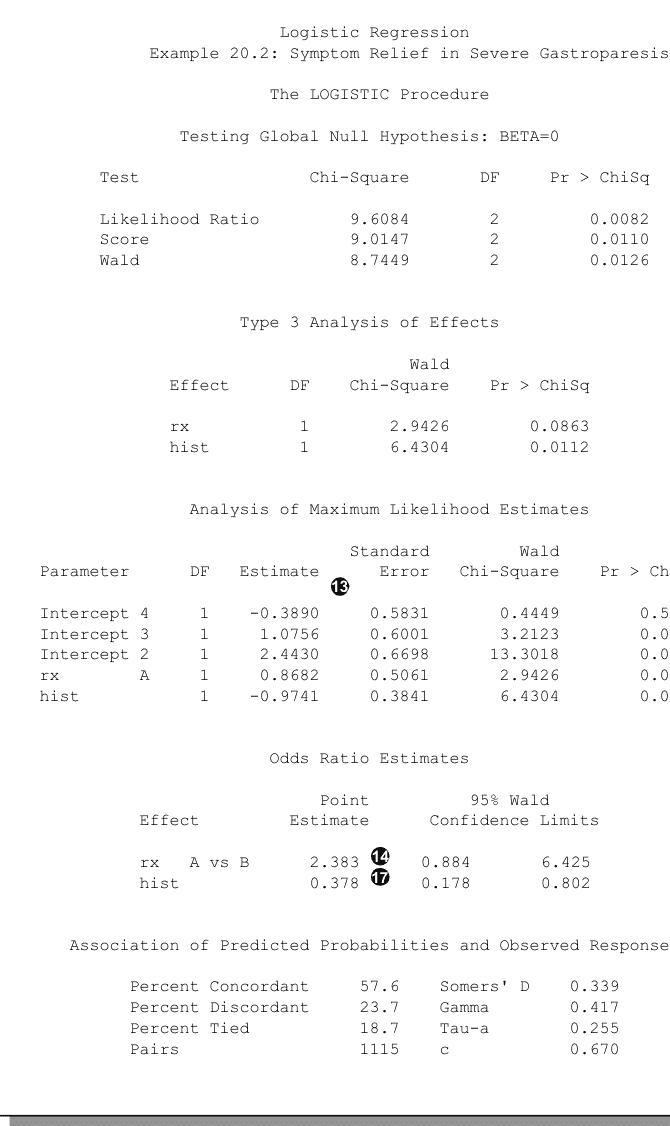 Logistic Regression
Example 20.2: Symptom Relief in Severe Gastroparesis
The LOGISTIC Procedure
Testing Global Null Hypothesis: BETA=0
Test Chi-Square DF Pr > ChiSq
Likelihood Ratio 9.6084 2 0.0082
Score 9.0147 2 0.0110
Wald 8.7449 2 0.0126
Type 3 Analysis of Effects
Wald
Effect DF Chi-Square Pr > ChiSq
rx 1 2.9426 0.0863
hist 1 6.4304 0.0112
Analysis of Maximum Likelihood Estimates
Standard Wald
Parameter DF Estimate Error Chi-Square Pr > Ch
13
Intercept 4 1 -0.3890 0.5831 0.4449 0.5
Intercept 3 1 1.0756 0.6001 3.2123 0.0
Intercept 2 1 2.4430 0.6698 13.3018 0.0
rx A 1 0.8682 0.5061 2.9426 0.0
hist 1 -0.9741 0.3841 6.4304 0.0
Odds Ratio Estimates
Point 95% Wald
Effect Estimate Confidence Limits
rx A vs B 2.383 14 0.884 6.425
hist 0.378 17 0.178 0.802
Association of Predicted Probabilities and Observed Response
Percent Concordant 57.6 Somers' D 0.339
Percent Discordant 23.7 Gamma 0.417
Percent Tied 18.7 Tau-a 0.255
Pairs 1115 c 0.670